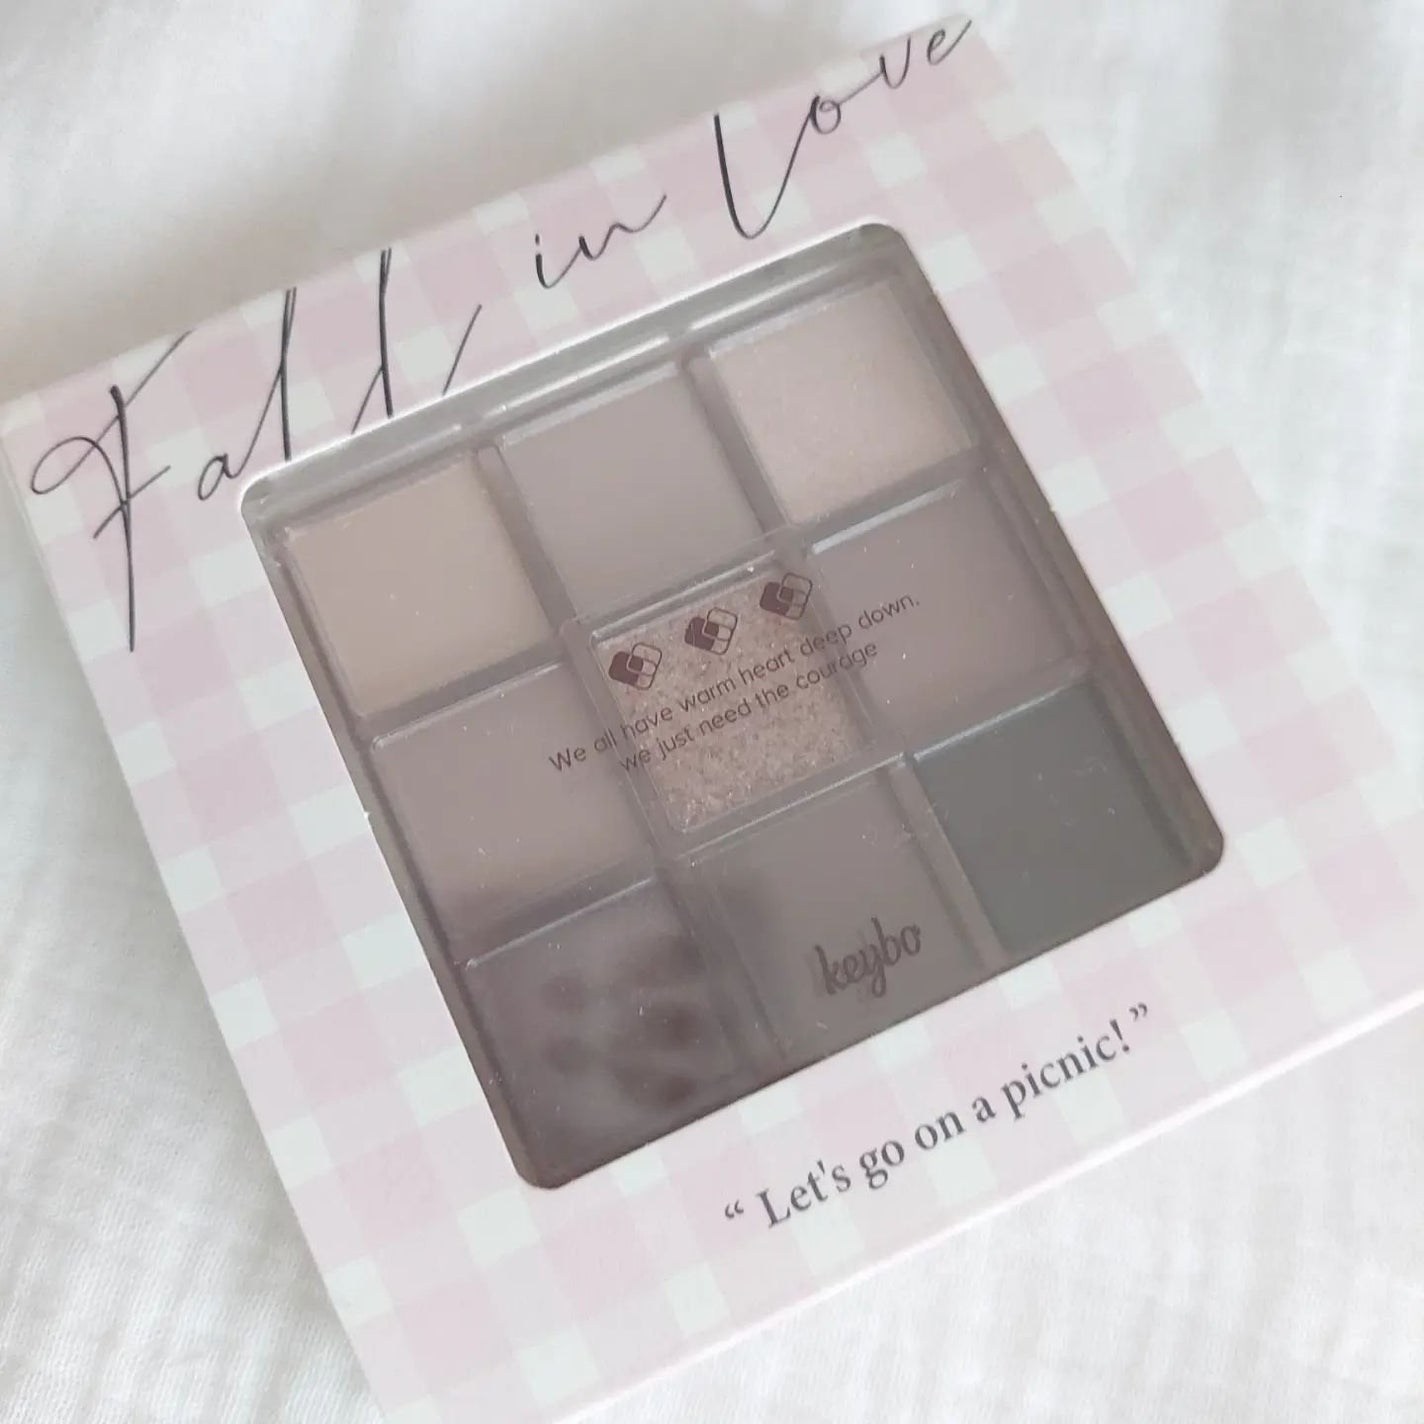 Fall in Love
We all have warm heart deep down.
we just need the courage
keybo
“ Let's go on a picnic! ”